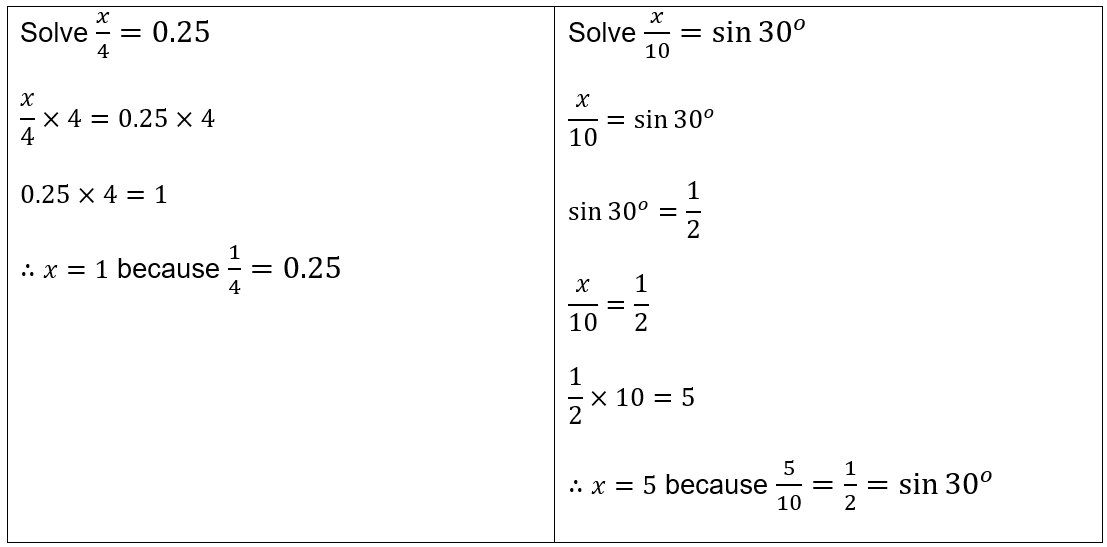 Solve x/4 = 0.25
x/4 × 4 = 0.25 × 4
0.25 × 4 = 1
∴ x = 1 because 1/4 = 0.25
Solve x/10 = sin 30°
x/10 = sin 30°
sin 30° = 1/2
x/10 = 1/2
1/2 × 10 = 5
∴ x = 5 because 5/10 = 1/2 = sin 30°